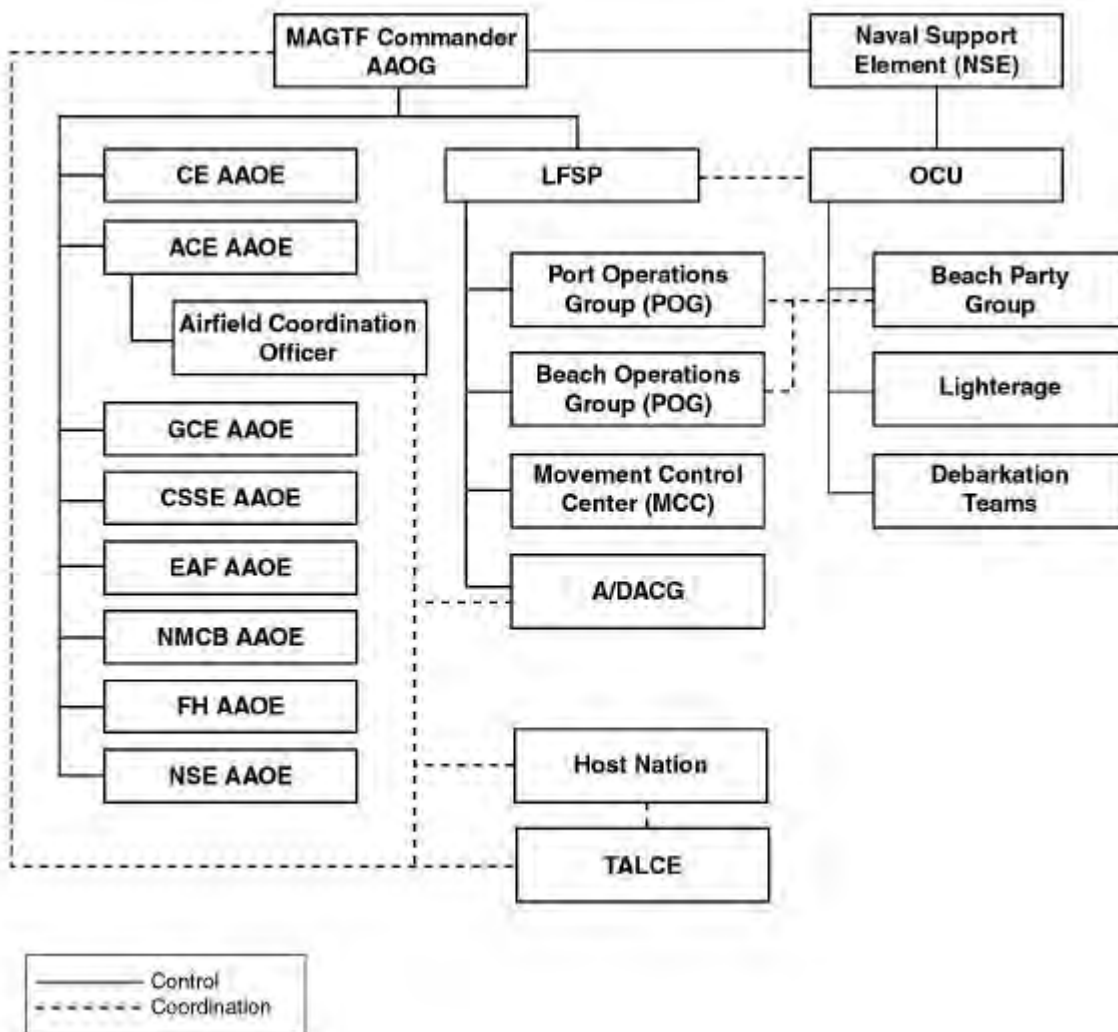 MAGTF Commander
AAOG
Naval Support
Element (NSE)
CE AAOE
LFSP
OCU
ACE AAOE
Airfield Coordination
Officer
Port Operations
Group (POG)
Beach Party
Group
Beach Operations
Group (POG)
Lighterage
GCE AAOE
CSSE AAOE
Movement Control
Center (MCC)
Debarkation
Teams
EAF AAOE
A/DACG
NMCB AAOE
FH AAOE
NSE AAOE
Host Nation
TALCE
Control
Coordination